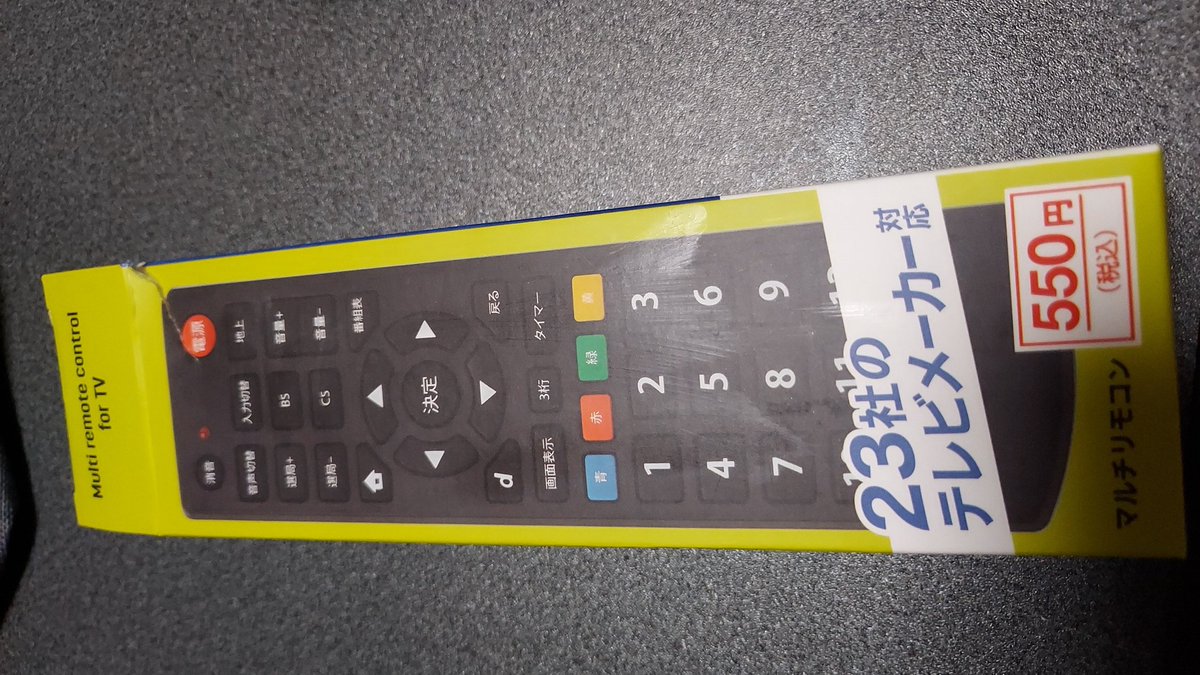 Multi remote control
for TV
消音 電源
音声切替 入力切替 地上
選局+ BS 音量+
選局− CS 音量−
番組表
決定
d 戻る
画面表示 3桁 タイマー
青 赤 緑 黄
1 2 3
4 5 6
7 8 9
11
23社の
テレビメーカー対応
550円
(税込)
マルチリモコン